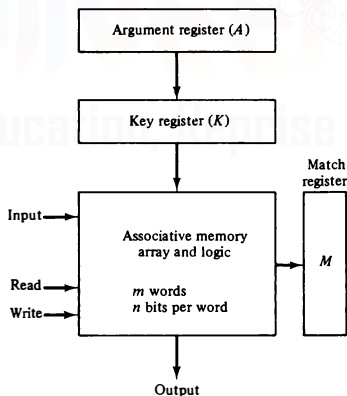 Argument register (A)
Key register (K)
Match
register
Input
Associative memory
array and logic
M
Read
m words
Write
n bits per word
Output